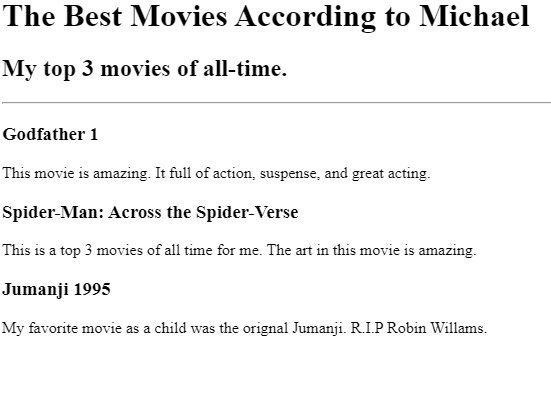 The Best Movies According to Michael
My top 3 movies of all-time.
Godfather 1
This movie is amazing. It full of action, suspense, and great acting.
Spider-Man: Across the Spider-Verse
This is a top 3 movies of all time for me. The art in this movie is amazing.
Jumanji 1995
My favorite movie as a child was the orignal Jumanji. R.I.P Robin Willams.